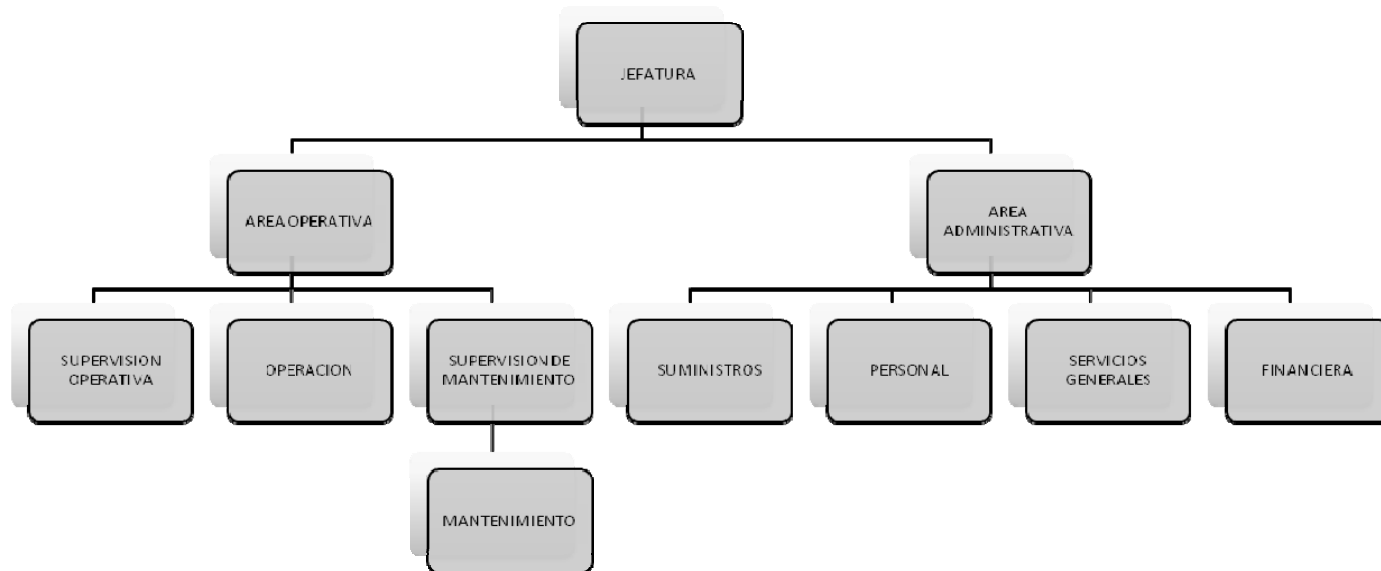 JEFATURA
AREA OPERATIVA
AREA
ADMINISTRATIVA
SUPERVISION
OPERATIVA
OPERACION
SUPERVISION DE
MANTENIMIENTO
SUMINISTROS
PERSONAL
SERVICIOS
GENERALES
FINANCIERA
MANTENIMIENTO